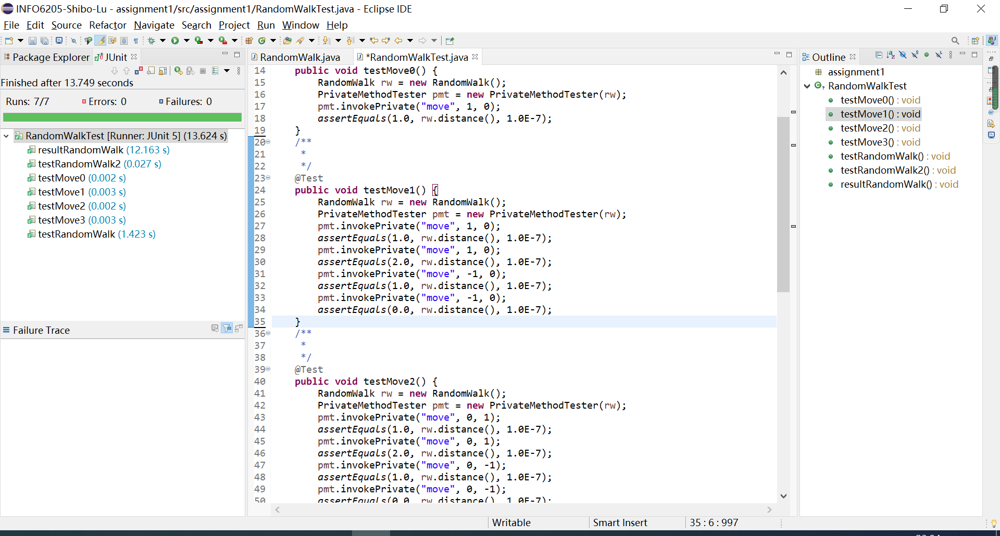 INFO6205-Shibo-Lu - assignment1/src/assignment1/RandomWalkTest.java - Eclipse IDE
File Edit Source Refactor Navigate Search Project Run Window Help
Package Explorer JUnit
Finished after 13.749 seconds
Runs: 7/7 Errors: 0 Failures: 0
RandomWalkTest [Runner: JUnit 5] (13.624 s)
resultRandomWalk (12.163 s)
testRandomWalk2 (0.027 s)
testMove0 (0.002 s)
testMove1 (0.003 s)
testMove2 (0.002 s)
testMove3 (0.003 s)
testRandomWalk (1.423 s)
Failure Trace
RandomWalk.java *RandomWalkTest.java
14 public void testMove0() {
15 RandomWalk rw = new RandomWalk();
16 PrivateMethodTester pmt = new PrivateMethodTester(rw);
17 pmt.invokePrivate("move", 1, 0);
18 assertEquals(1.0, rw.distance(), 1.0E-7);
19 }
20 /**
21 *
22 */
23 @Test
24 public void testMove1() {
25 RandomWalk rw = new RandomWalk();
26 PrivateMethodTester pmt = new PrivateMethodTester(rw);
27 pmt.invokePrivate("move", 1, 0);
28 assertEquals(1.0, rw.distance(), 1.0E-7);
29 pmt.invokePrivate("move", 1, 0);
30 assertEquals(2.0, rw.distance(), 1.0E-7);
31 pmt.invokePrivate("move", -1, 0);
32 assertEquals(1.0, rw.distance(), 1.0E-7);
33 pmt.invokePrivate("move", -1, 0);
34 assertEquals(0.0, rw.distance(), 1.0E-7);
35 }
36 /**
37 *
38 */
39 @Test
40 public void testMove2() {
41 RandomWalk rw = new RandomWalk();
42 PrivateMethodTester pmt = new PrivateMethodTester(rw);
43 pmt.invokePrivate("move", 0, 1);
44 assertEquals(1.0, rw.distance(), 1.0E-7);
45 pmt.invokePrivate("move", 0, 1);
46 assertEquals(2.0, rw.distance(), 1.0E-7);
47 pmt.invokePrivate("move", 0, -1);
48 assertEquals(1.0, rw.distance(), 1.0E-7);
49 pmt.invokePrivate("move", 0, -1);
50 assertEquals(0.0, rw.distance(), 1.0E-7);
Outline
assignment1
RandomWalkTest
testMove0() : void
testMove1() : void
testMove2() : void
testMove3() : void
testRandomWalk() : void
testRandomWalk2() : void
resultRandomWalk() : void
Writable Smart Insert 35 : 6 : 997